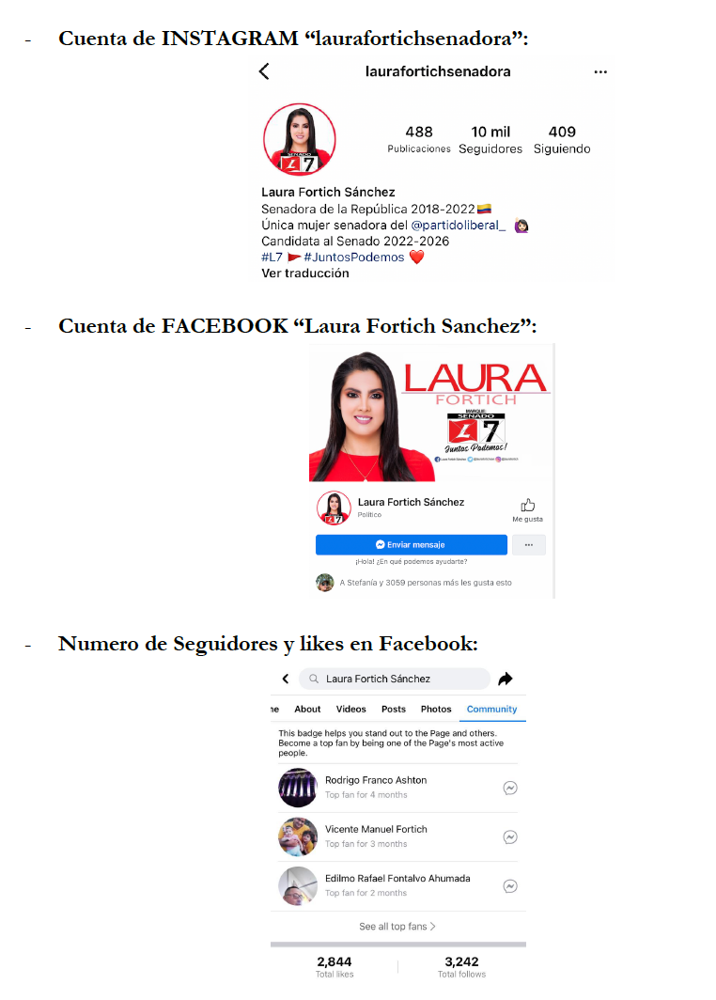 - Cuenta de INSTAGRAM “laurafortichsenadora”:
laurafortichsenadora
488 10 mil 409
Publicaciones Seguidores Siguiendo
SENADO
L 7
Laura Fortich Sánchez
Senadora de la República 2018-2022
Única mujer senadora del @partidoliberal_
Candidata al Senado 2022-2026
#L7 #JuntosPodemos
Ver traducción
- Cuenta de FACEBOOK “Laura Fortich Sanchez”:
LAURA
FORTICH
MARQUE
SENADO
L 7
Juntos Podemos!
Laura Fortich Sánchez
Político
L7
Me gusta
Enviar mensaje
¡Hola! ¿En qué podemos ayudarte?
A Stefanía y 3059 personas más les gusta esto
- Numero de Seguidores y likes en Facebook:
Laura Fortich Sánchez
ne About Videos Posts Photos Community
This badge helps you stand out to the Page and others.
Become a top fan by being one of the Page's most active
people.
Rodrigo Franco Ashton
Top fan for 4 months
Vicente Manuel Fortich
Top fan for 3 months
Edilmo Rafael Fontalvo Ahumada
Top fan for 2 months
See all top fans >
2,844 3,242
Total likes Total follows